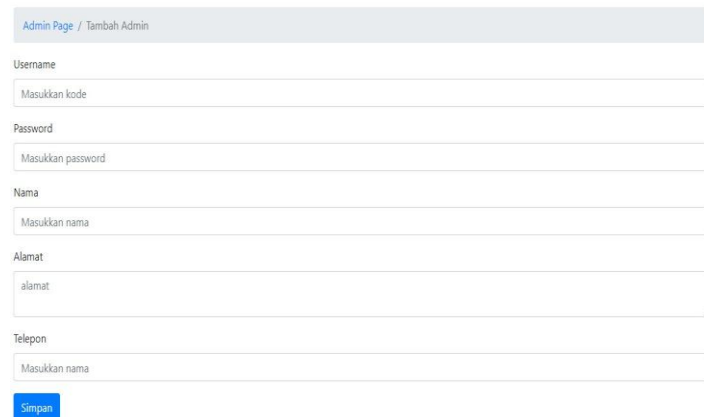 Admin Page / Tambah Admin
Username
Masukkan kode
Password
Masukkan password
Nama
Masukkan nama
Alamat
alamat
Telepon
Masukkan nama
Simpan